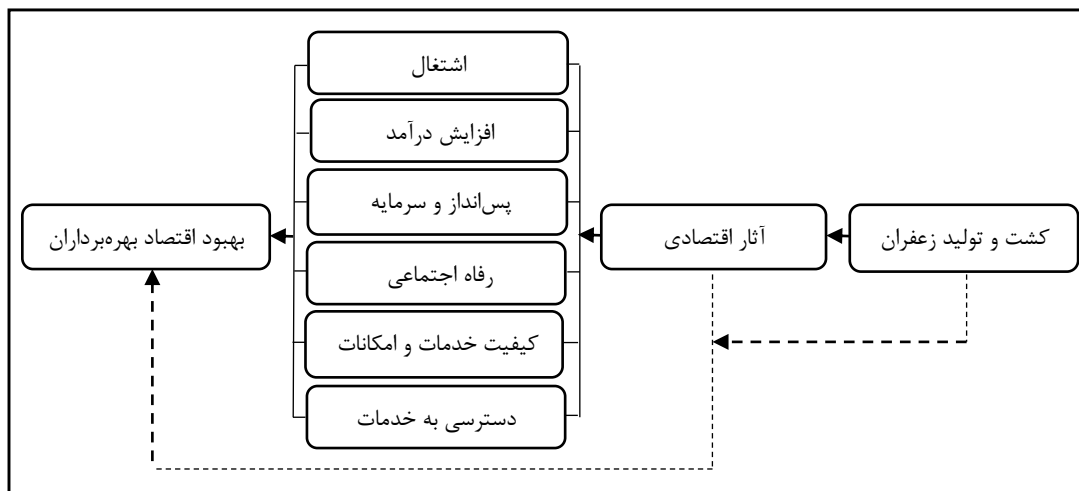 کشت و تولید زعفران
آثار اقتصادی
اشتغال
افزایش درآمد
پس‌انداز و سرمایه
رفاه اجتماعی
کیفیت خدمات و امکانات
دسترسی به خدمات
بهبود اقتصاد بهره‌برداران